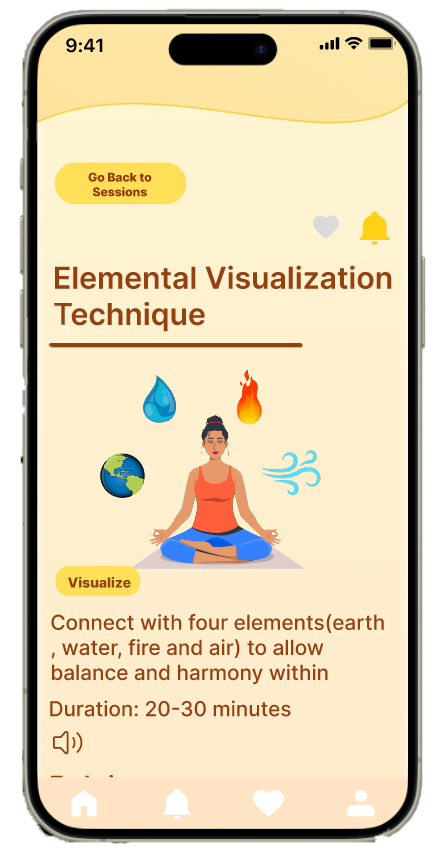 9:41
Go Back to
Sessions
Elemental Visualization
Technique
Visualize
Connect with four elements(earth
, water, fire and air) to allow
balance and harmony within
Duration: 20-30 minutes